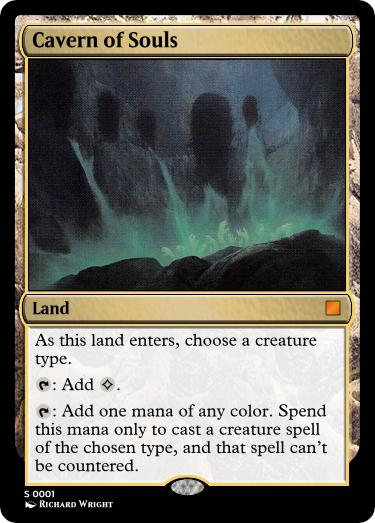 Cavern of Souls
Land
As this land enters, choose a creature
type.
: Add .
: Add one mana of any color. Spend
this mana only to cast a creature spell
of the chosen type, and that spell can't
be countered.
S 0001
Richard Wright